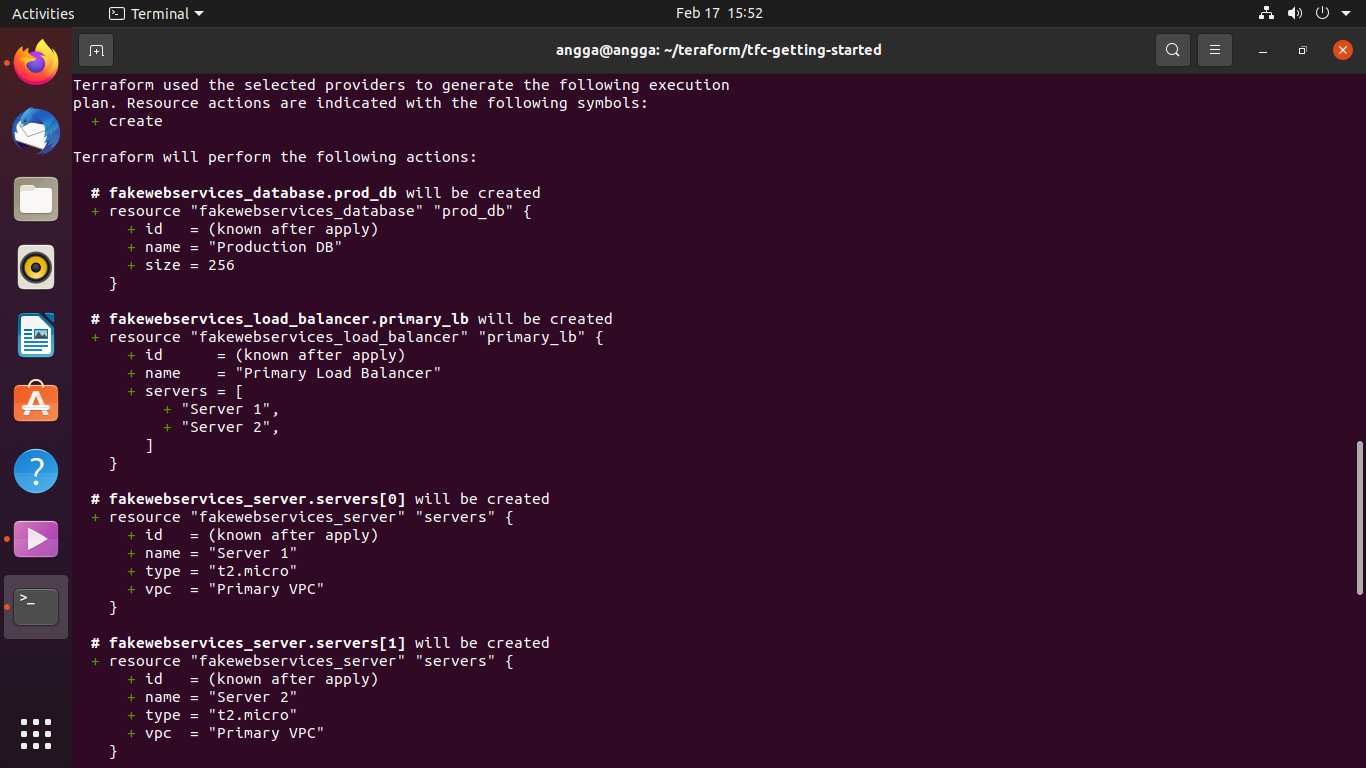 Activities
Terminal
Feb 17 15:52
angga@angga: ~/teraform/tfc-getting-started
Terraform used the selected providers to generate the following execution
plan. Resource actions are indicated with the following symbols:
  + create

Terraform will perform the following actions:

  # fakewebservices_database.prod_db will be created
  + resource "fakewebservices_database" "prod_db" {
      + id   = (known after apply)
      + name = "Production DB"
      + size = 256
    }

  # fakewebservices_load_balancer.primary_lb will be created
  + resource "fakewebservices_load_balancer" "primary_lb" {
      + id      = (known after apply)
      + name    = "Primary Load Balancer"
      + servers = [
          + "Server 1",
          + "Server 2",
        ]
    }

  # fakewebservices_server.servers[0] will be created
  + resource "fakewebservices_server" "servers" {
      + id   = (known after apply)
      + name = "Server 1"
      + type = "t2.micro"
      + vpc  = "Primary VPC"
    }

  # fakewebservices_server.servers[1] will be created
  + resource "fakewebservices_server" "servers" {
      + id   = (known after apply)
      + name = "Server 2"
      + type = "t2.micro"
      + vpc  = "Primary VPC"
    }